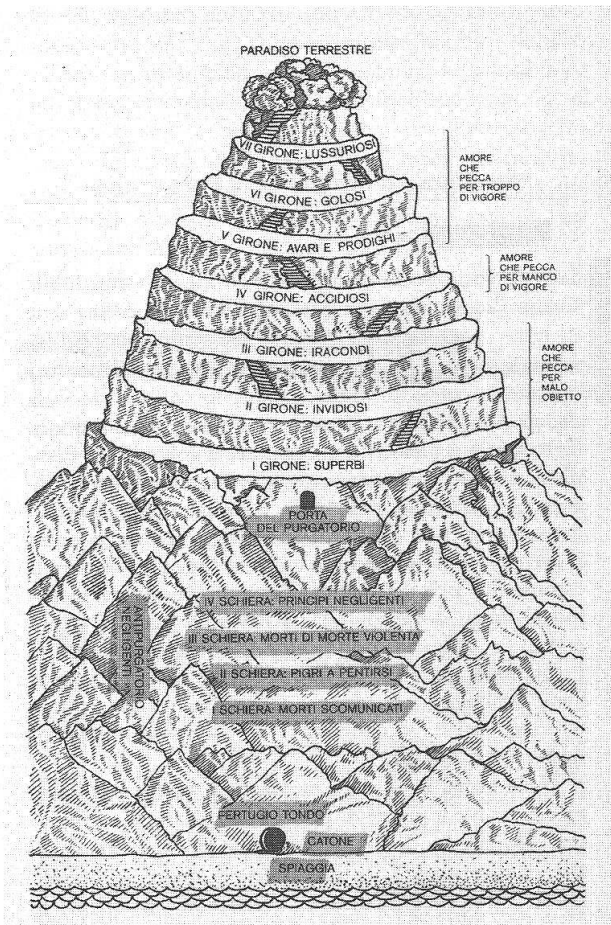 PARADISO TERRESTRE
VII GIRONE: LUSSURIOSI
VI GIRONE: GOLOSI
V GIRONE: AVARI E PRODIGHI
AMORE
CHE
PECCA
PER TROPPO
DI VIGORE
IV GIRONE: ACCIDIOSI
AMORE
CHE PECCA
PER MANCO
DI VIGORE
III GIRONE: IRACONDI
II GIRONE: INVIDIOSI
I GIRONE: SUPERBI
AMORE
CHE
PECCA
PER
MALO
OBIETTO
PORTA
DEL PURGATORIO
ANTIPURGATORIO
NEGLIGENTI
IV SCHIERA: PRINCIPI NEGLIGENTI
III SCHIERA: MORTI DI MORTE VIOLENTA
II SCHIERA: PIGRI A PENTIRSI
I SCHIERA: MORTI SCOMUNICATI
PERTUGIO TONDO
CATONE
SPIAGGIA